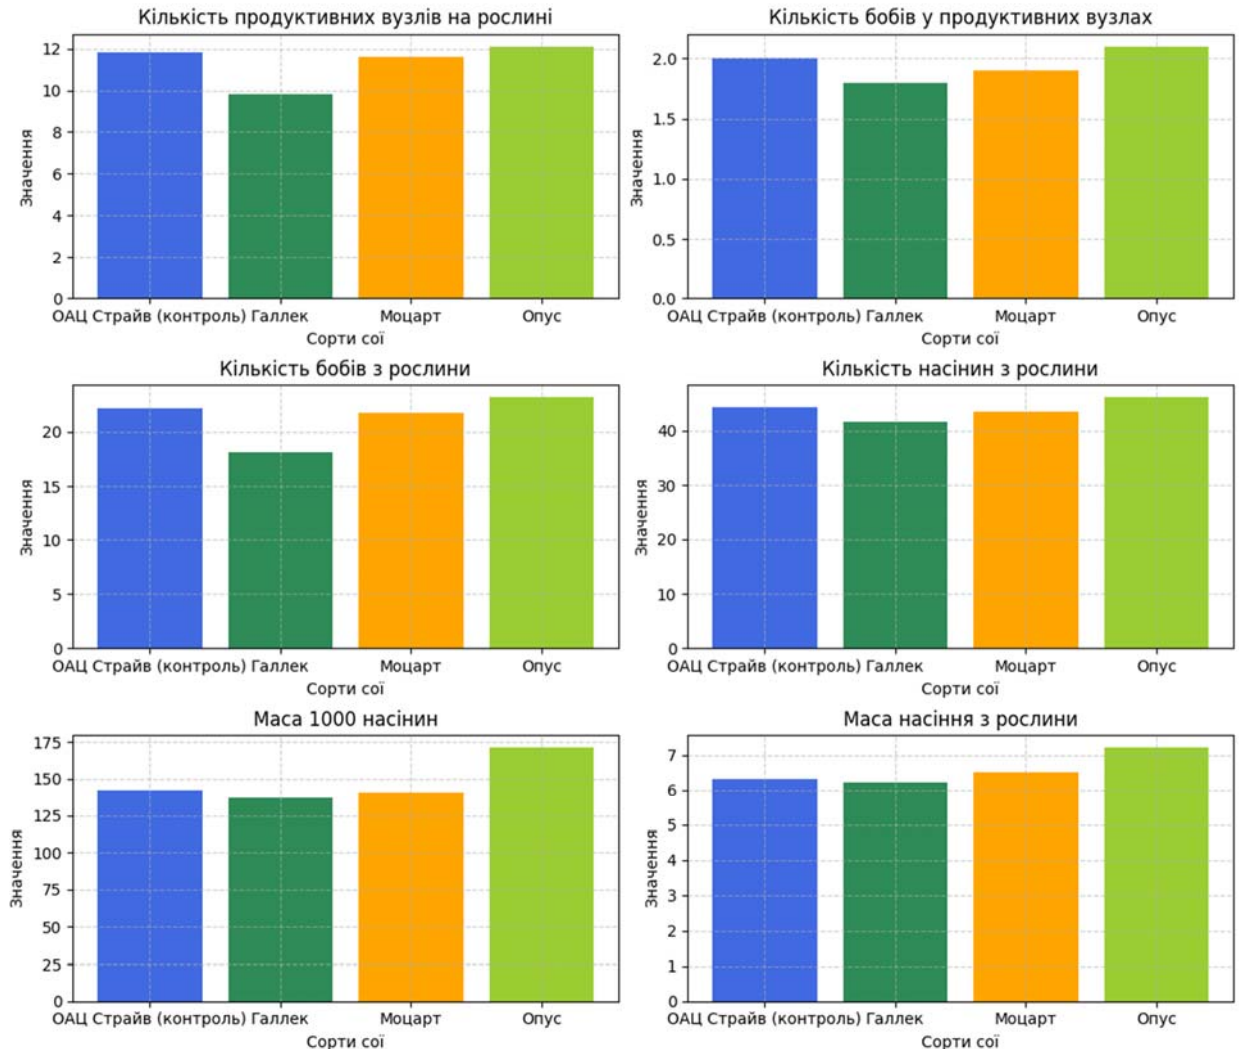 Кількість продуктивних вузлів на рослині
Значення
12
10
8
6
4
2
0
ОАЦ Страйв (контроль) Галлек Моцарт Опус
Сорти сої
Кількість бобів у продуктивних вузлах
Значення
2.0
1.5
1.0
0.5
0.0
ОАЦ Страйв (контроль) Галлек Моцарт Опус
Сорти сої
Кількість бобів з рослини
Значення
20
15
10
5
0
ОАЦ Страйв (контроль) Галлек Моцарт Опус
Сорти сої
Кількість насінин з рослини
Значення
40
30
20
10
0
ОАЦ Страйв (контроль) Галлек Моцарт Опус
Сорти сої
Маса 1000 насінин
Значення
175
150
125
100
75
50
25
0
ОАЦ Страйв (контроль) Галлек Моцарт Опус
Сорти сої
Маса насіння з рослини
Значення
7
6
5
4
3
2
1
0
ОАЦ Страйв (контроль) Галлек Моцарт Опус
Сорти сої